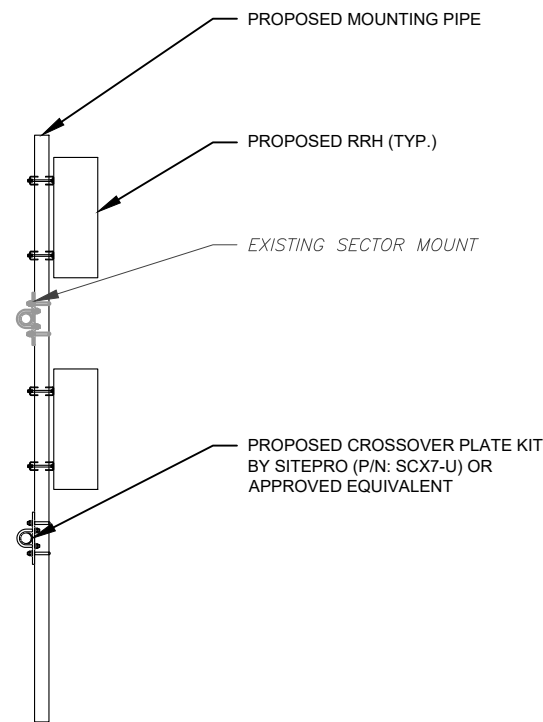 PROPOSED MOUNTING PIPE
PROPOSED RRH (TYP.)
EXISTING SECTOR MOUNT
PROPOSED CROSSOVER PLATE KIT
BY SITEPRO (P/N: SCX7-U) OR
APPROVED EQUIVALENT